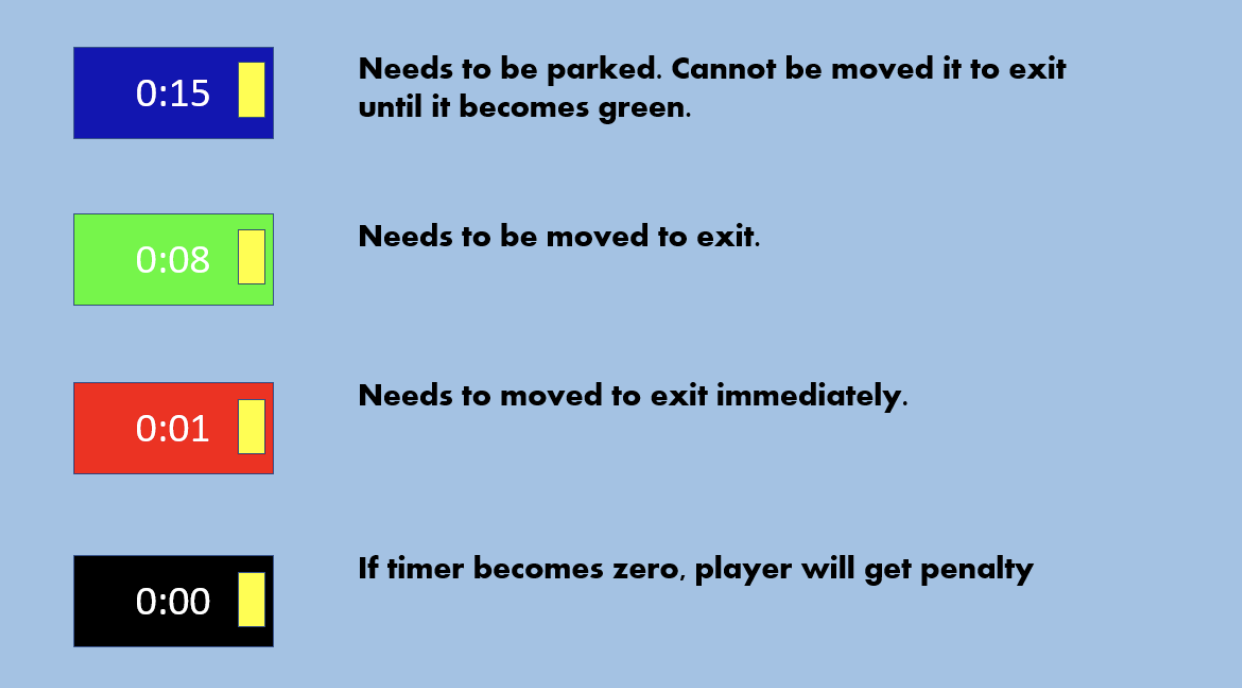 0:15
Needs to be parked. Cannot be moved it to exit
until it becomes green.
0:08
Needs to be moved to exit.
0:01
Needs to moved to exit immediately.
0:00
If timer becomes zero, player will get penalty